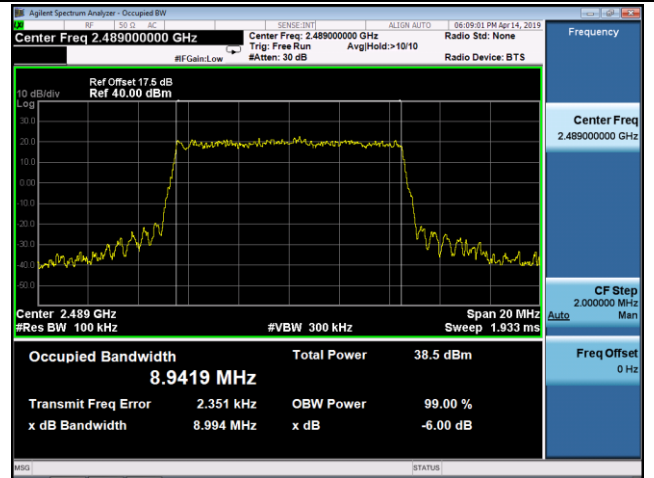 Agilent Spectrum Analyzer - Occupied BW
RF 50 Ω AC SENSE:INT ALIGN AUTO 06:09:01 PM Apr 14, 2019
Center Freq 2.489000000 GHz
Center Freq: 2.489000000 GHz
Radio Std: None
Trig: Free Run Avg|Hold:>10/10
#IFGain:Low
#Atten: 30 dB
Radio Device: BTS
Frequency
Ref Offset 17.5 dB
10 dB/div Ref 40.00 dBm
Log
30.0
20.0
10.0
0.00
-10.0
-20.0
-30.0
-40.0
-50.0
Center Freq
2.489000000 GHz
Center 2.489 GHz
Span 20 MHz
#Res BW 100 kHz
#VBW 300 kHz
Sweep 1.933 ms
CF Step
2.000000 MHz
Auto Man
Occupied Bandwidth
8.9419 MHz
Total Power 38.5 dBm
Transmit Freq Error 2.351 kHz
OBW Power 99.00 %
x dB Bandwidth 8.994 MHz
x dB -6.00 dB
Freq Offset
0 Hz
MSG
STATUS